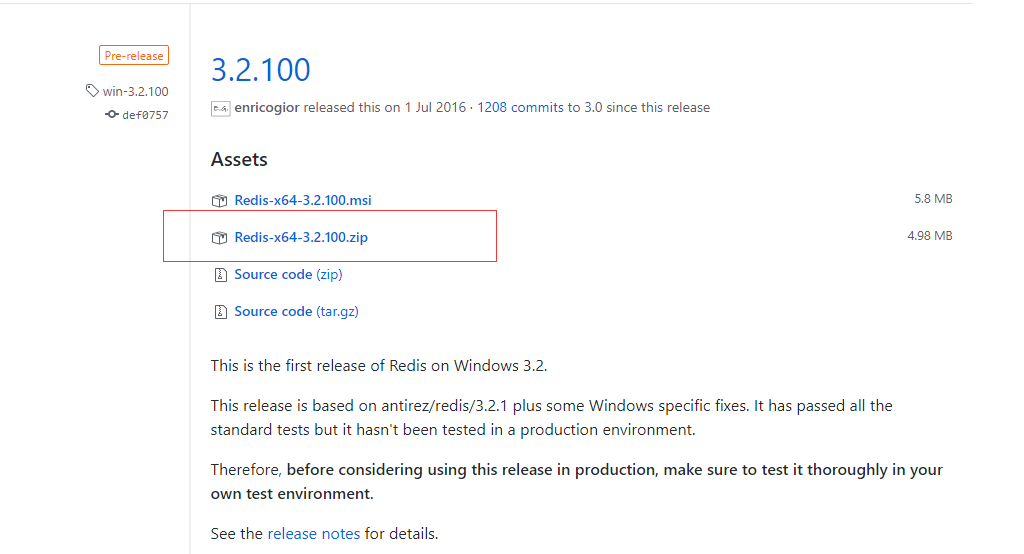 Pre-release
win-3.2.100
def0757
3.2.100
enricogior released this on 1 Jul 2016 · 1208 commits to 3.0 since this release
Assets
Redis-x64-3.2.100.msi 5.8 MB
Redis-x64-3.2.100.zip 4.98 MB
Source code (zip)
Source code (tar.gz)
This is the first release of Redis on Windows 3.2.
This release is based on antirez/redis/3.2.1 plus some Windows specific fixes. It has passed all the
standard tests but it hasn't been tested in a production environment.
Therefore, before considering using this release in production, make sure to test it thoroughly in your
own test environment.
See the release notes for details.